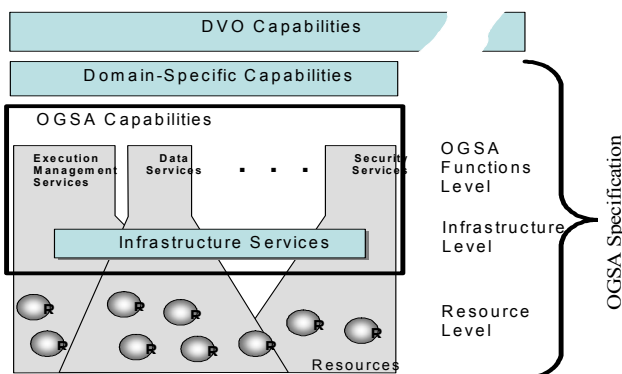 DVO Capabilities
Domain-Specific Capabilities
OGSA Capabilities
Execution
Management
Services
Data
Services
. . .
Security
Services
OGSA
Functions
Level
Infrastructure Services
Infrastructure
Level
R
R
R
R
R
R
R
R
R
Resource
Level
Resources
OGSA Specification